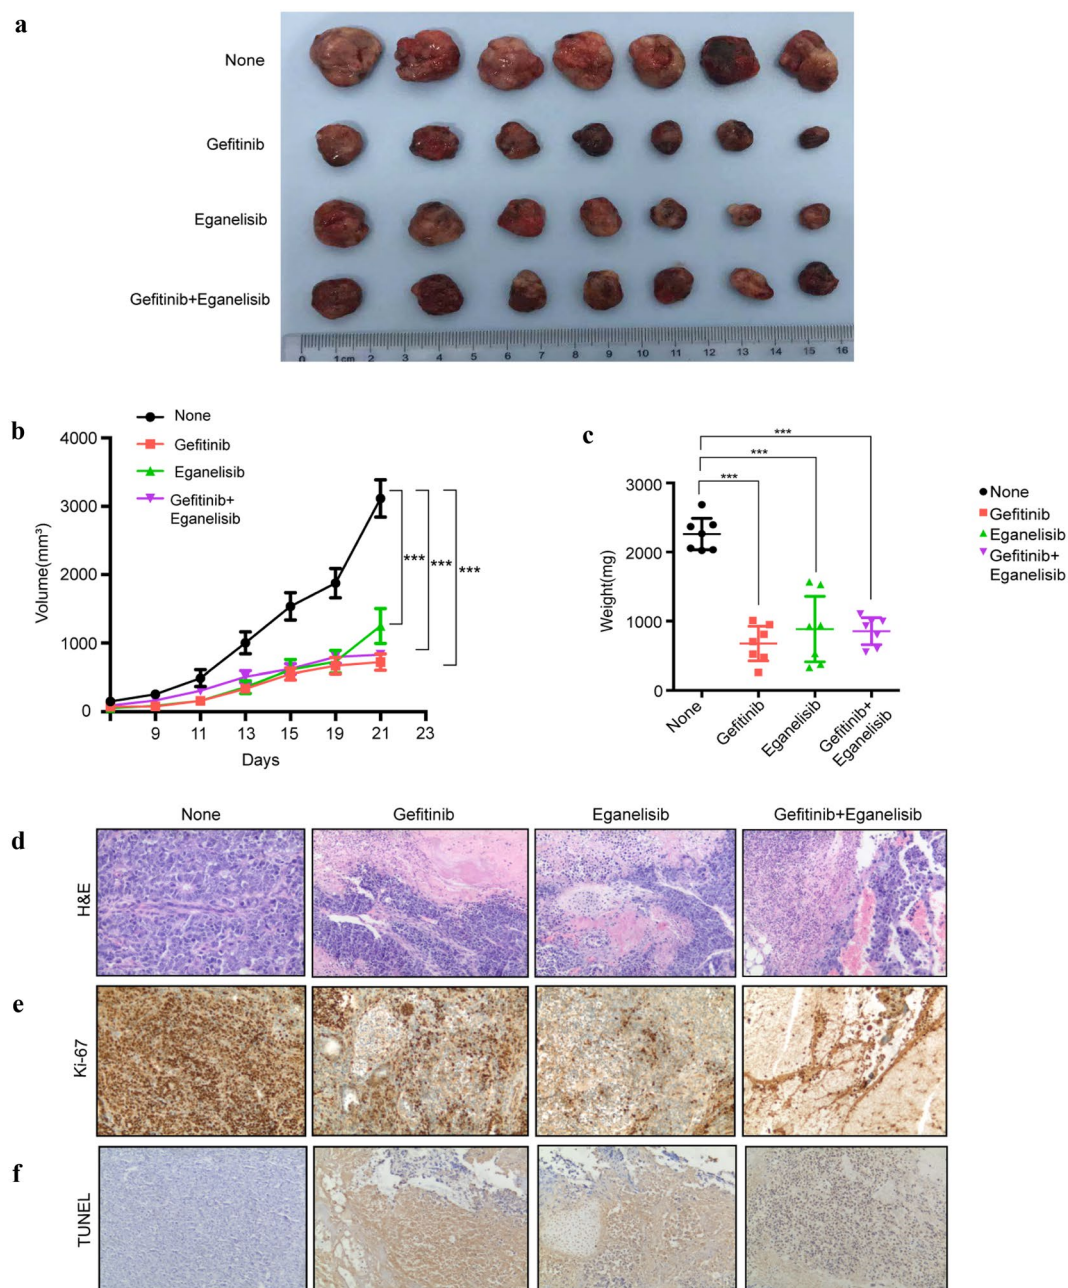 a
None
Gefitinib
Eganelisib
Gefitinib+Eganelisib
0 1cm 2 3 4 5 6 7 8 9 10 11 12 13 14 15 16
b
None
Gefitinib
Eganelisib
Gefitinib+
Eganelisib
4000
3000
2000
1000
0
Volume(mm³)
9 11 13 15 19 21 23
Days
***
***
***
c
***
***
***
3000
2000
1000
0
Weight(mg)
None
Gefitinib
Eganelisib
Gefitinib+
Eganelisib
None
Gefitinib
Eganelisib
Gefitinib+
Eganelisib
None Gefitinib Eganelisib Gefitinib+Eganelisib
d
H&E
e
Ki-67
f
TUNEL